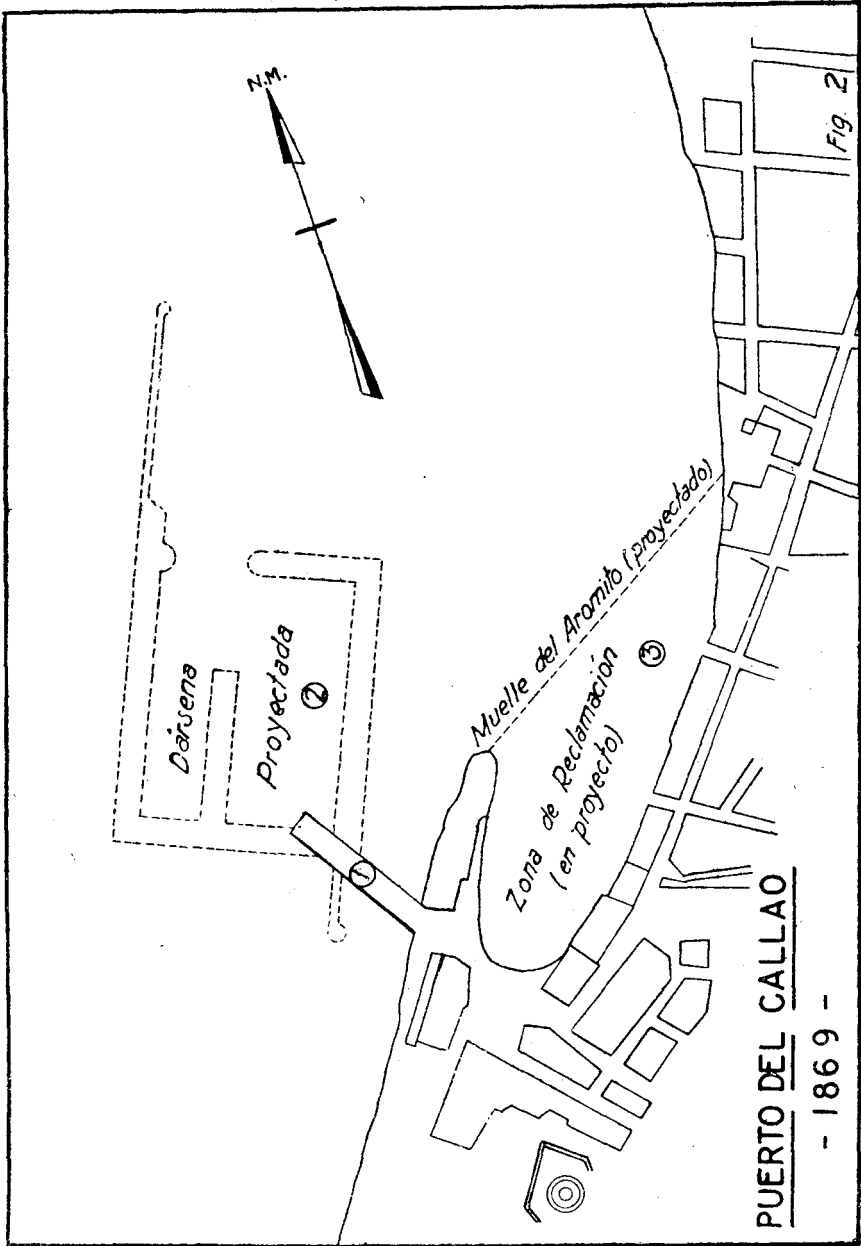 N.M.
Dársena
Proyectada
②
①
Muelle del Aromito (proyectado)
Zona de Reclamación
(en proyecto)
③
PUERTO DEL CALLAO
- 1869 -
Fig. 2